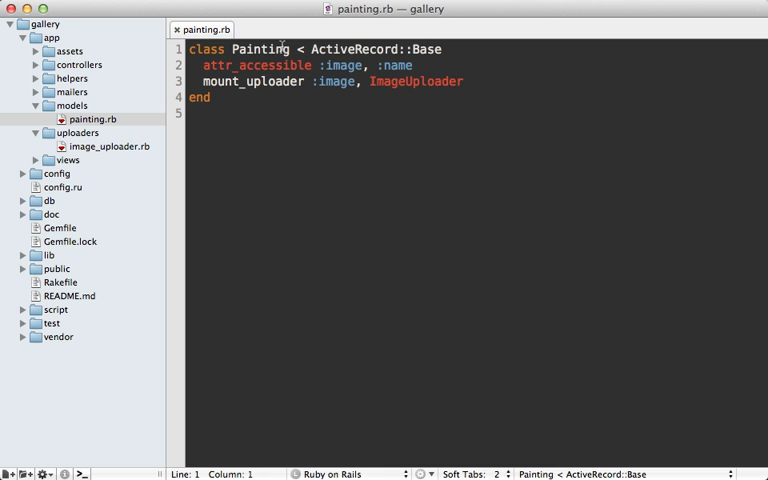 painting.rb — gallery
gallery
app
assets
controllers
helpers
mailers
models
painting.rb
uploaders
image_uploader.rb
views
config
config.ru
db
doc
Gemfile
Gemfile.lock
lib
public
Rakefile
README.md
script
test
vendor
painting.rb
1 class Painting < ActiveRecord::Base
2 attr_accessible :image, :name
3 mount_uploader :image, ImageUploader
4 end
5
Line: 1 Column: 1 Ruby on Rails Soft Tabs: 2 Painting < ActiveRecord::Base